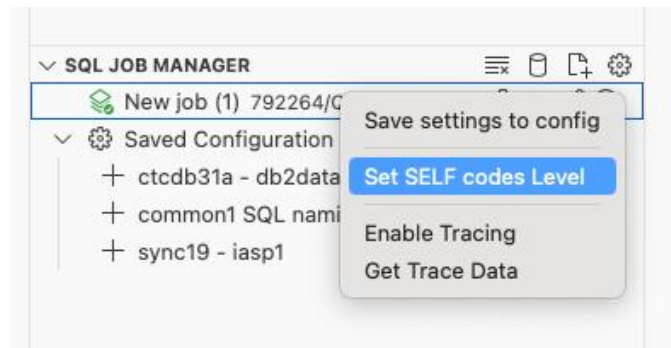 SQL JOB MANAGER
New job (1) 792264/
Saved Configuration
ctcdb31a - db2data
common1 SQL nami
sync19 - iasp1
Save settings to config
Set SELF codes Level
Enable Tracing
Get Trace Data